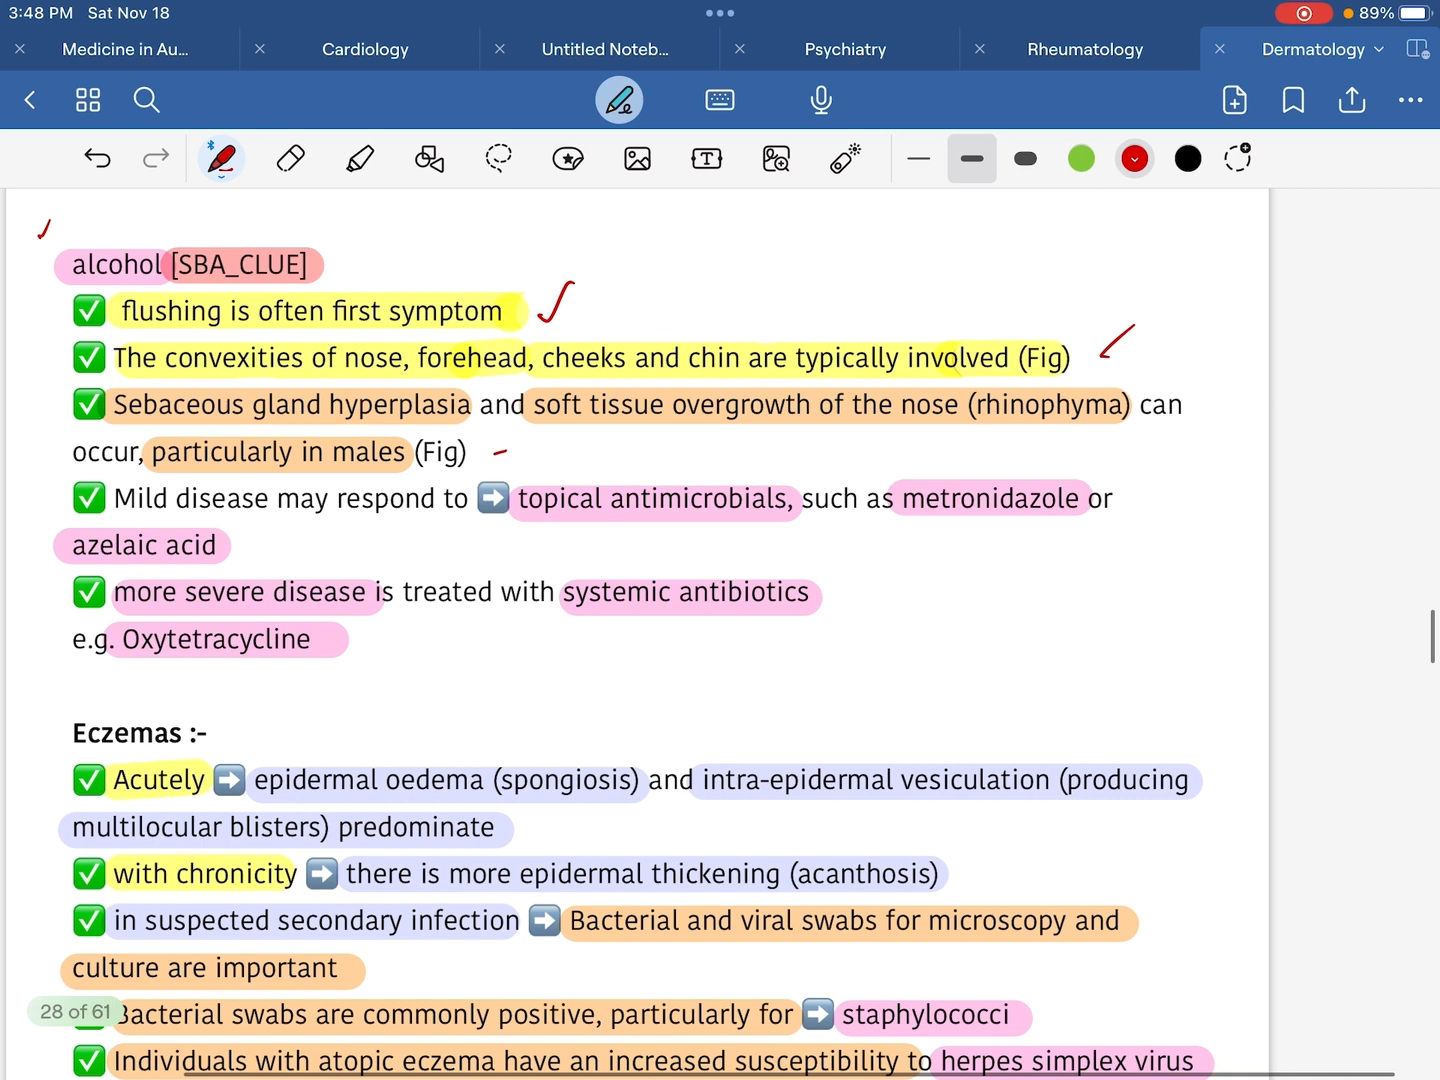 3:48 PM Sat Nov 18
89%
Medicine in Au... Cardiology Untitled Noteb... Psychiatry Rheumatology Dermatology
alcohol [SBA_CLUE]
✅ flushing is often first symptom
✅ The convexities of nose, forehead, cheeks and chin are typically involved (Fig)
✅ Sebaceous gland hyperplasia and soft tissue overgrowth of the nose (rhinophyma) can
occur, particularly in males (Fig)
✅ Mild disease may respond to ➡️ topical antimicrobials, such as metronidazole or
azelaic acid
✅ more severe disease is treated with systemic antibiotics
e.g. Oxytetracycline
Eczemas :-
✅ Acutely ➡️ epidermal oedema (spongiosis) and intra-epidermal vesiculation (producing
multilocular blisters) predominate
✅ with chronicity ➡️ there is more epidermal thickening (acanthosis)
✅ in suspected secondary infection ➡️ Bacterial and viral swabs for microscopy and
culture are important
28 of 61
✅ Bacterial swabs are commonly positive, particularly for ➡️ staphylococci
✅ Individuals with atopic eczema have an increased susceptibility to herpes simplex virus